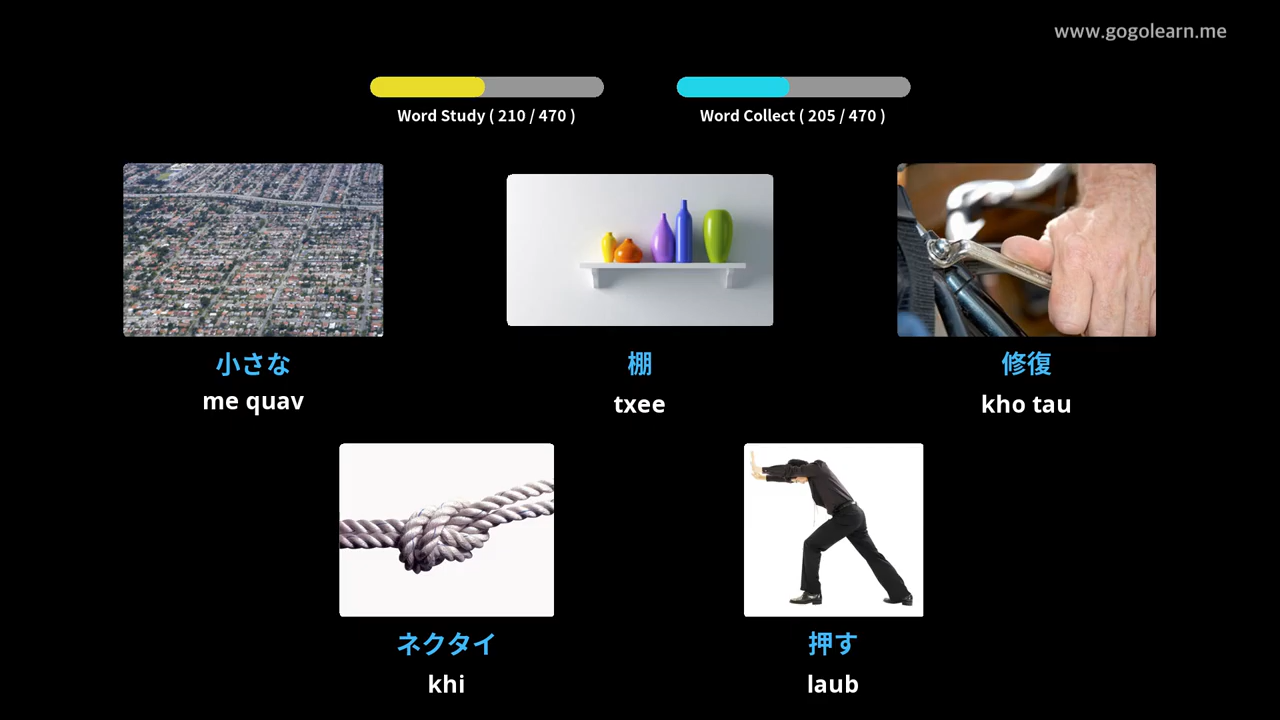 www.gogolearn.me
Word Study ( 210 / 470 )
Word Collect ( 205 / 470 )
小さな
me quav
棚
txee
修復
kho tau
ネクタイ
khi
押す
laub